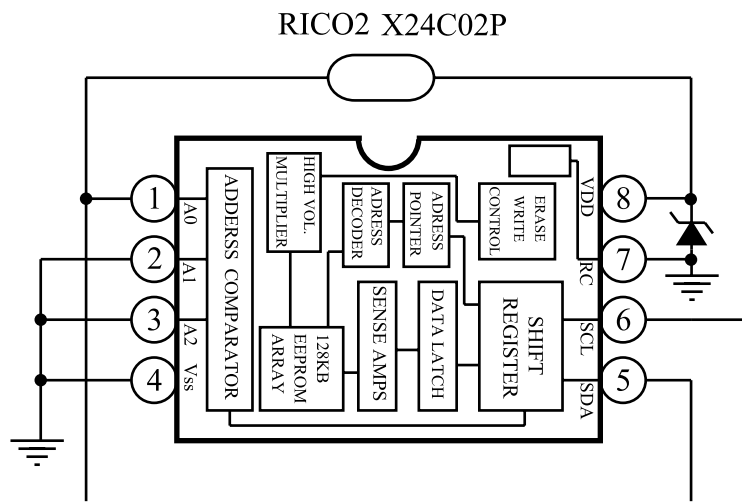 RICO2 X24C02P
1
2
3
4
8
7
6
5
A0
A1
A2
Vss
VDD
RC
SCL
SDA
ADDERSS COMPARATOR
HIGH VOL.
MULTIPLIER
ADRESS
DECODER
ADRESS
POINTER
ERASE
WRITE
CONTROL
128KB
EEPROM
ARRAY
SENSE AMPS
DATA LATCH
SHIFT
REGISTER